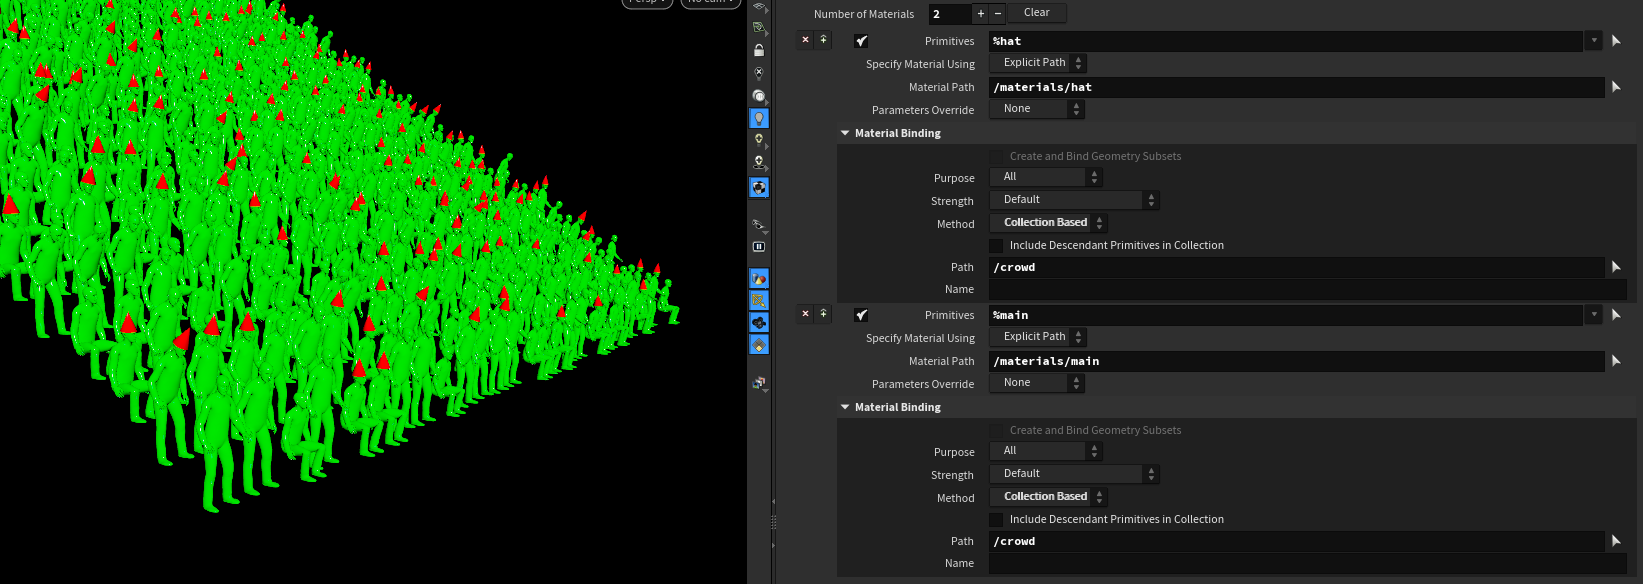 Persp
No cam
Number of Materials 2 + − Clear
Primitives %hat
Specify Material Using Explicit Path
Material Path /materials/hat
Parameters Override None
Material Binding
Create and Bind Geometry Subsets
Purpose All
Strength Default
Method Collection Based
Include Descendant Primitives in Collection
Path /crowd
Name
Primitives %main
Specify Material Using Explicit Path
Material Path /materials/main
Parameters Override None
Material Binding
Create and Bind Geometry Subsets
Purpose All
Strength Default
Method Collection Based
Include Descendant Primitives in Collection
Path /crowd
Name